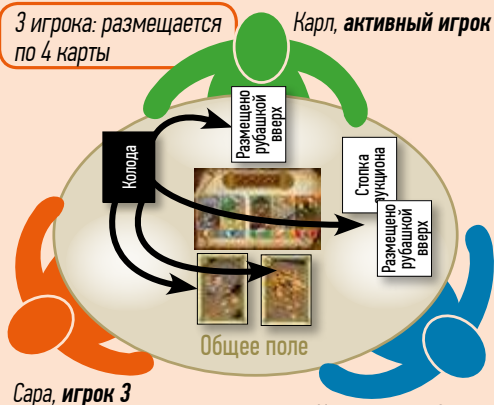 3 игрока: размещается
по 4 карты
Карл, активный игрок
Колода
Размещено
рубашкой
вверх
Стопка
аукциона
Размещено
рубашкой
вверх
Общее поле
Сара, игрок 3